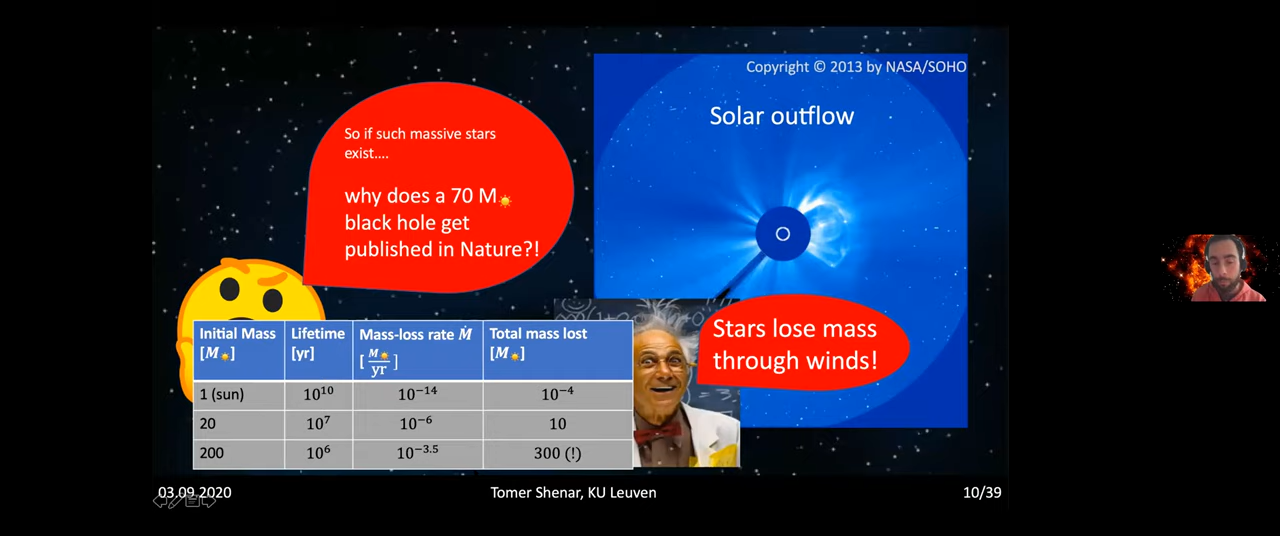 Copyright © 2013 by NASA/SOHO
Solar outflow
So if such massive stars
exist....
why does a 70 M☀
black hole get
published in Nature?!
Stars lose mass
through winds!
Initial Mass [M☀] Lifetime [yr] Mass-loss rate Ṁ [M☀/yr] Total mass lost [M☀]
1 (sun) 10¹⁰ 10⁻¹⁴ 10⁻⁴
20 10⁷ 10⁻⁶ 10
200 10⁶ 10⁻³·⁵ 300 (!)
03.09.2020 Tomer Shenar, KU Leuven 10/39